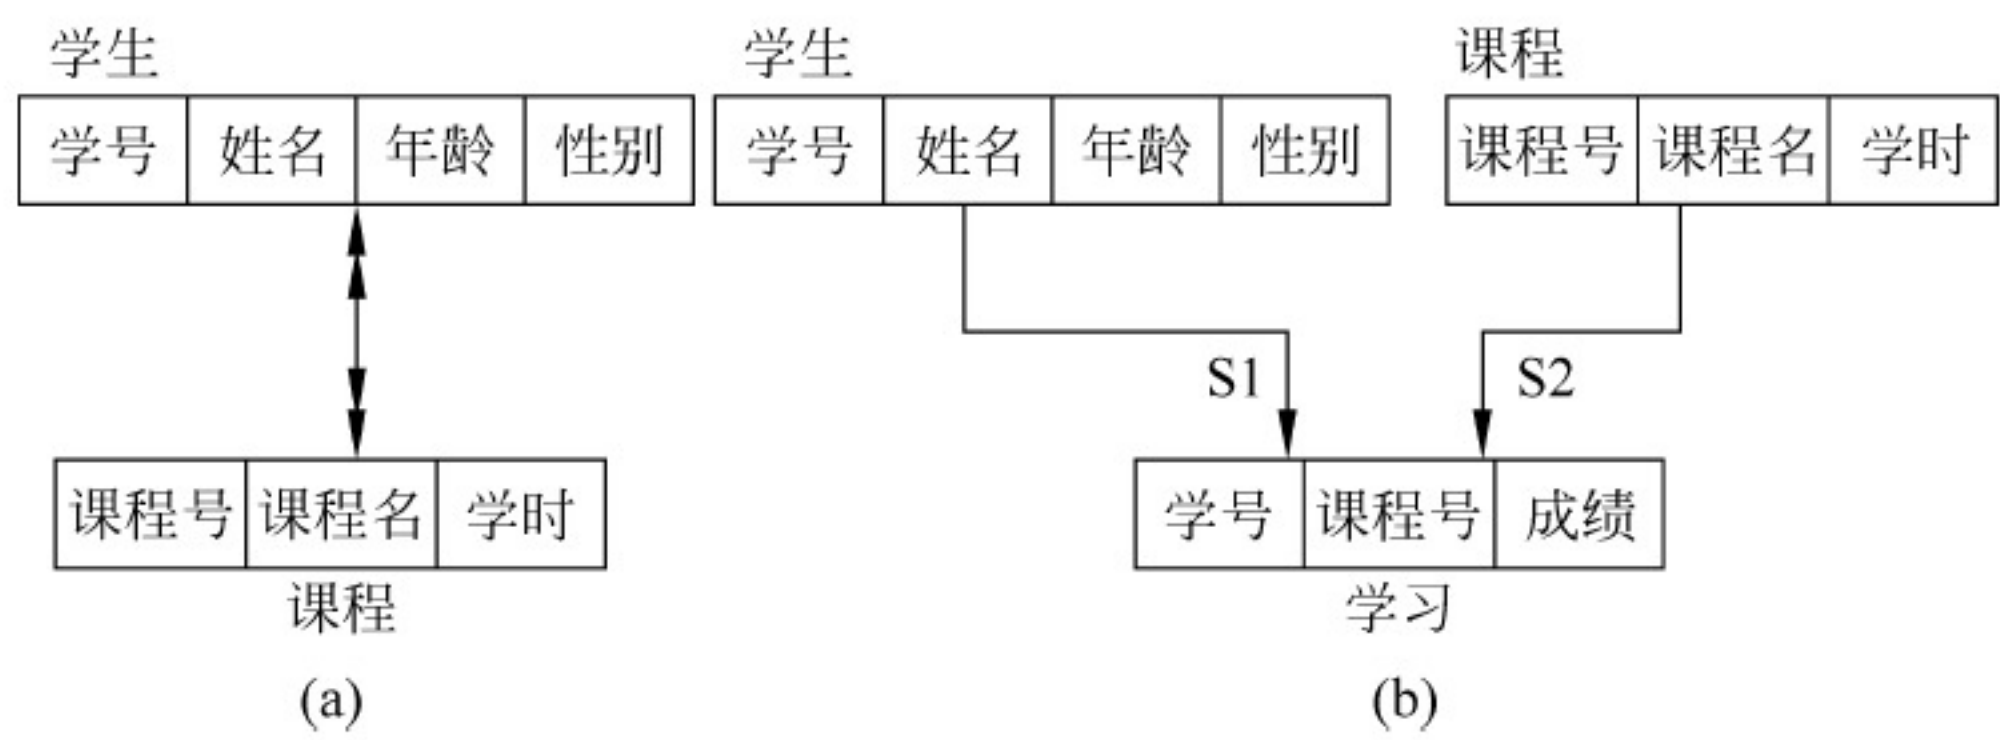 学生 学生 课程
学号 姓名 年龄 性别 学号 姓名 年龄 性别 课程号 课程名 学时
S1 S2
课程号 课程名 学时 学号 课程号 成绩
课程 学习
(a) (b)